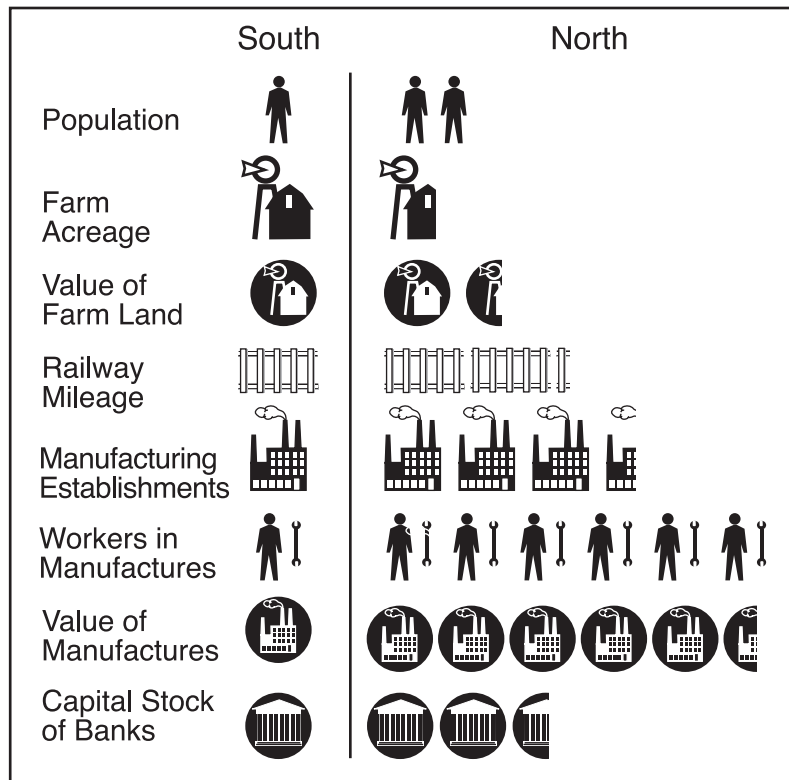 South North
Population
Farm
Acreage
Value of
Farm Land
Railway
Mileage
Manufacturing
Establishments
Workers in
Manufactures
Value of
Manufactures
Capital Stock
of Banks